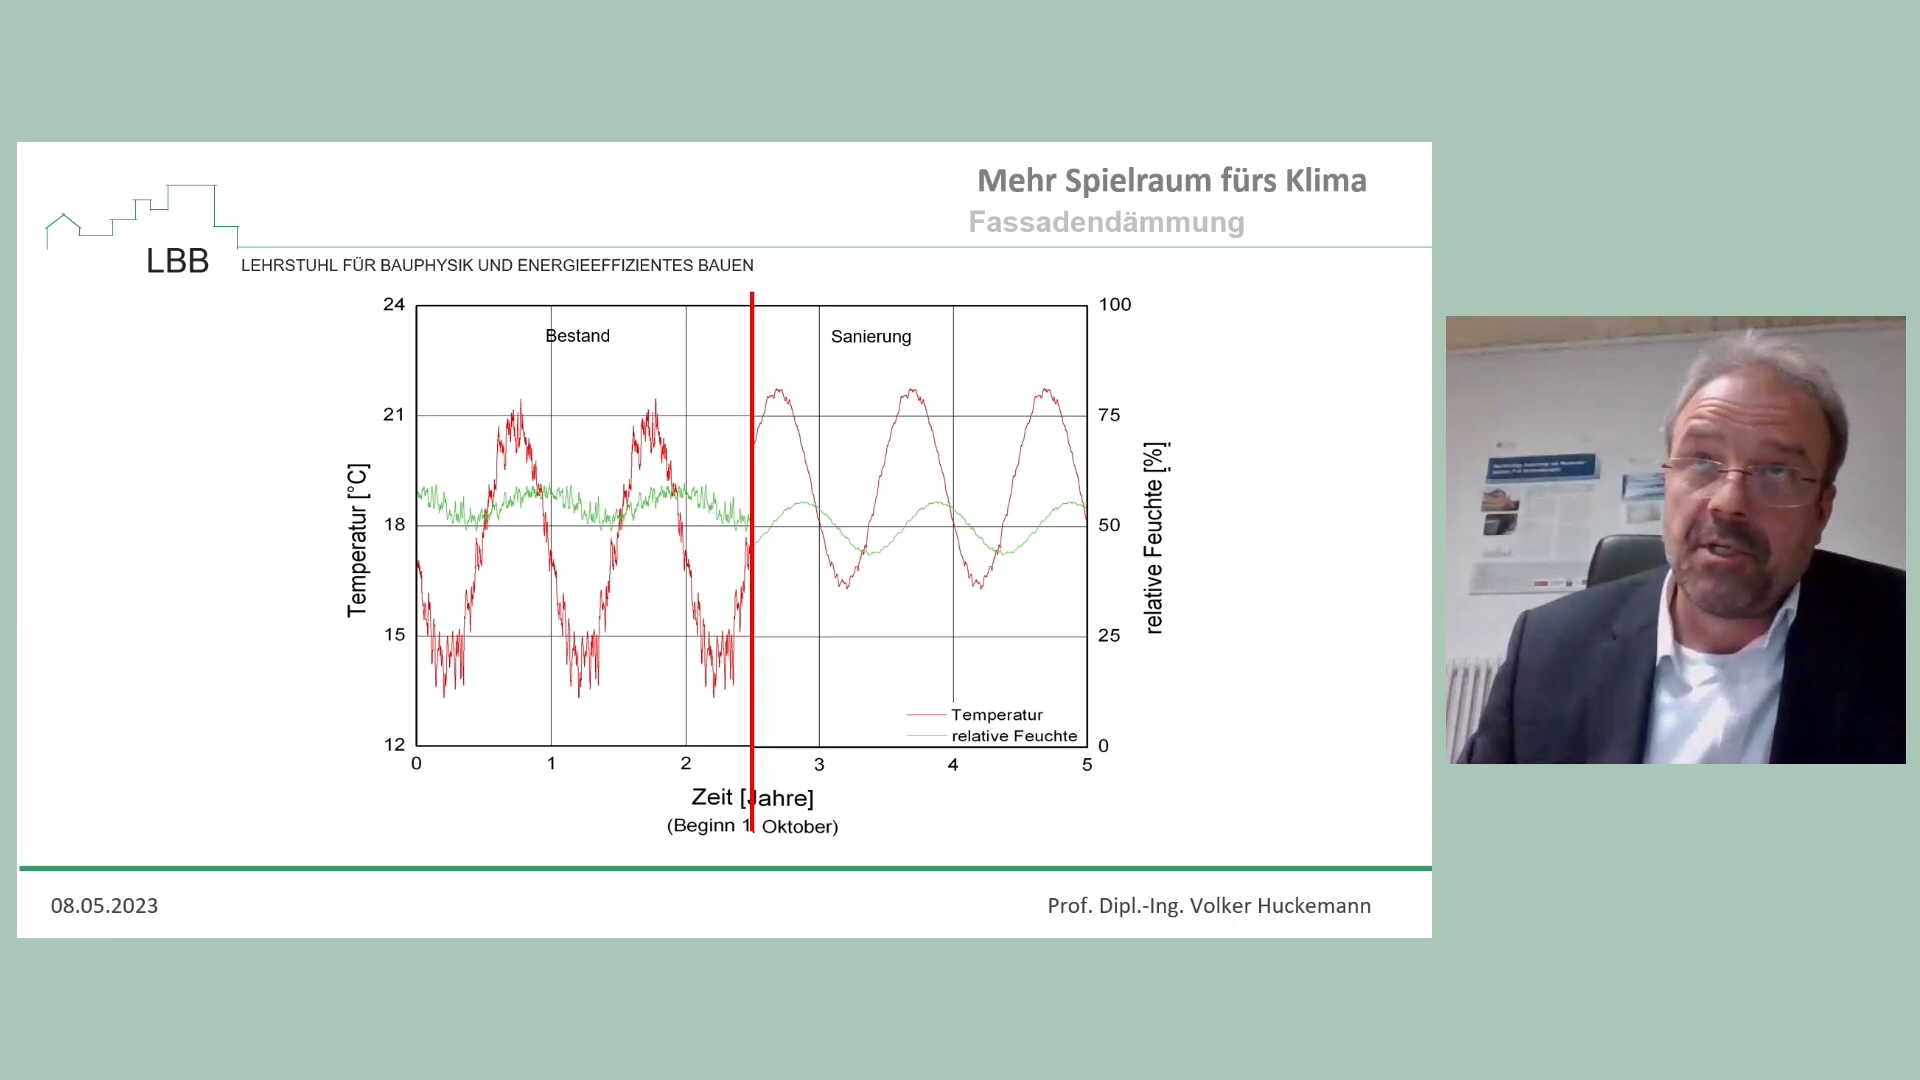 Mehr Spielraum fürs Klima
Fassadendämmung
LBB
LEHRSTUHL FÜR BAUPHYSIK UND ENERGIEEFFIZIENTES BAUEN
24
21
18
15
12
Temperatur [°C]
Bestand
Sanierung
100
75
50
25
0
relative Feuchte [%]
Temperatur
relative Feuchte
0
1
2
3
4
5
Zeit [Jahre]
(Beginn 1 Oktober)
08.05.2023
Prof. Dipl.-Ing. Volker Huckemann